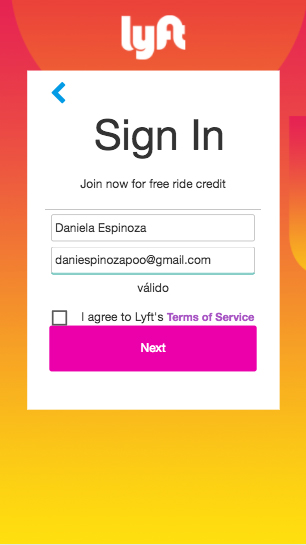 lyft
Sign In
Join now for free ride credit
Daniela Espinoza
daniespinozapoo@gmail.com
válido
I agree to Lyft's Terms of Service
Next